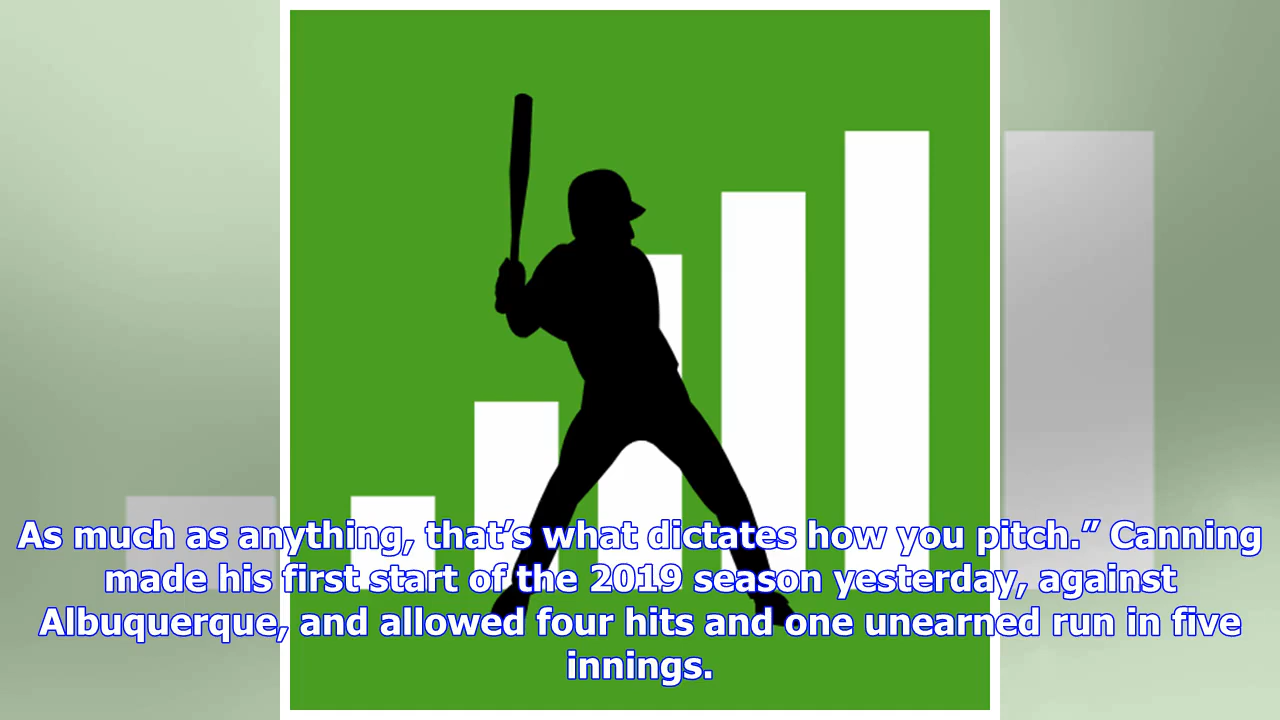 As much as anything, that’s what dictates how you pitch.” Canning
made his first start of the 2019 season yesterday, against
Albuquerque, and allowed four hits and one unearned run in five
innings.